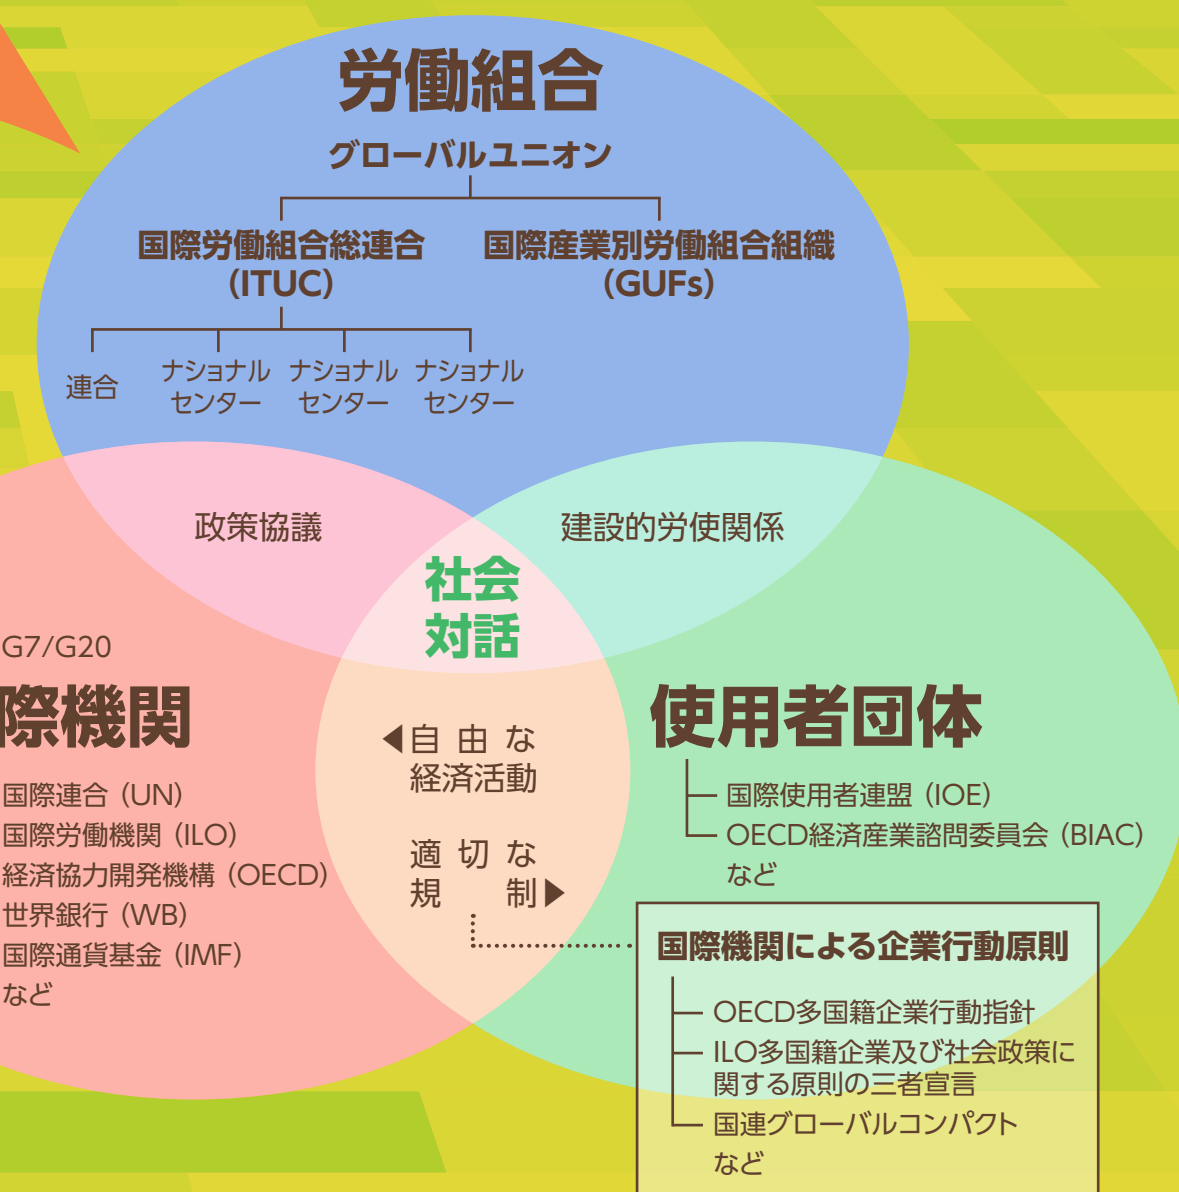 労働組合
グローバルユニオン
国際労働組合総連合
（ITUC）
国際産業別労働組合組織
（GUFs）
連合
ナショナル
センター
ナショナル
センター
ナショナル
センター
政策協議
建設的労使関係
社会
対話
G7/G20
際機関
国際連合（UN）
国際労働機関（ILO）
経済協力開発機構（OECD）
世界銀行（WB）
国際通貨基金（IMF）
など
◀自由な
経済活動
適切な
規制▶
使用者団体
国際使用者連盟（IOE）
OECD経済産業諮問委員会（BIAC）
など
国際機関による企業行動原則
OECD多国籍企業行動指針
ILO多国籍企業及び社会政策に
関する原則の三者宣言
国連グローバルコンパクト
など